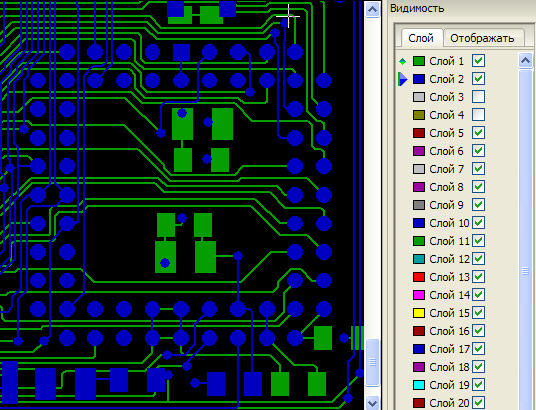 Видимость
Слой Отображать
Слой 1
Слой 2
Слой 3
Слой 4
Слой 5
Слой 6
Слой 7
Слой 8
Слой 9
Слой 10
Слой 11
Слой 12
Слой 13
Слой 14
Слой 15
Слой 16
Слой 17
Слой 18
Слой 19
Слой 20